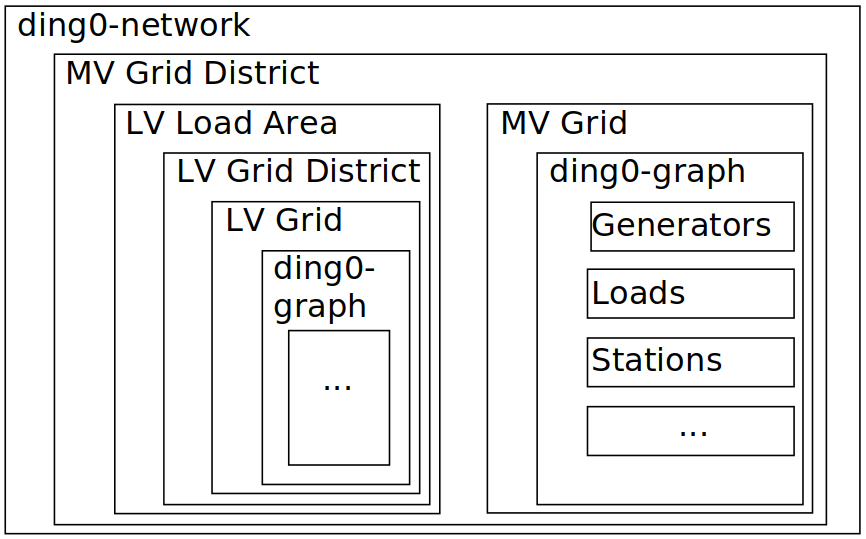 ding0-network
MV Grid District
LV Load Area
LV Grid District
LV Grid
ding0-
graph
...
MV Grid
ding0-graph
Generators
Loads
Stations
...